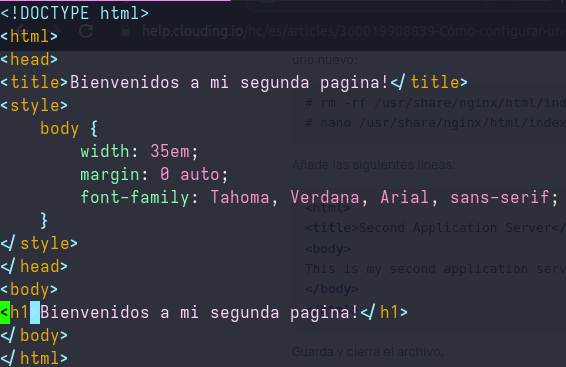 <!DOCTYPE html>
<html>
<head>
<title>Bienvenidos a mi segunda pagina!</title>
<style>
    body {
        width: 35em;
        margin: 0 auto;
        font-family: Tahoma, Verdana, Arial, sans-serif;
    }
</style>
</head>
<body>
<h1>Bienvenidos a mi segunda pagina!</h1>
</body>
</html>
help.clouding.io/hc/es/articles/360019908839-Cómo-configurar-un
uno nuevo:
# rm -rf /usr/share/nginx/html/ind
# nano /usr/share/nginx/html/index
Añade las siguientes líneas:
<html>
<title>Second Application Server</
<body>
This is my second application serv
</body>
</html>
Guarda y cierra el archivo.